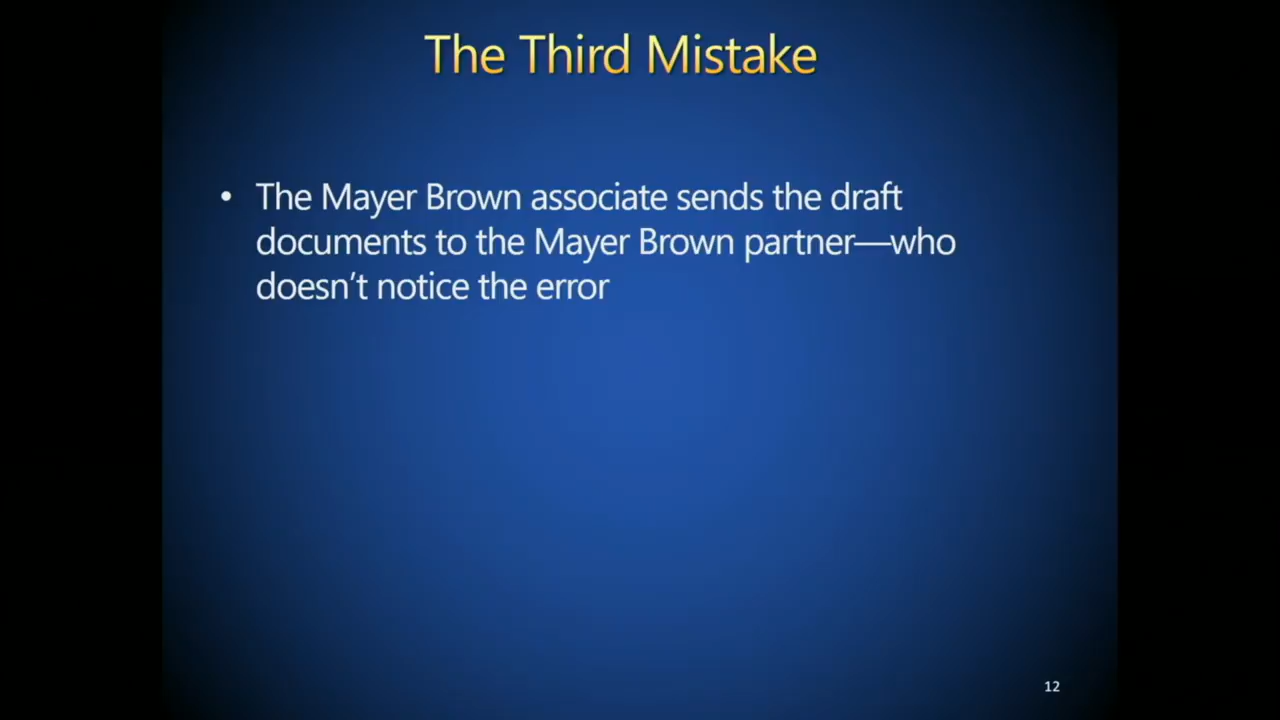 The Third Mistake
• The Mayer Brown associate sends the draft
documents to the Mayer Brown partner—who
doesn’t notice the error
12